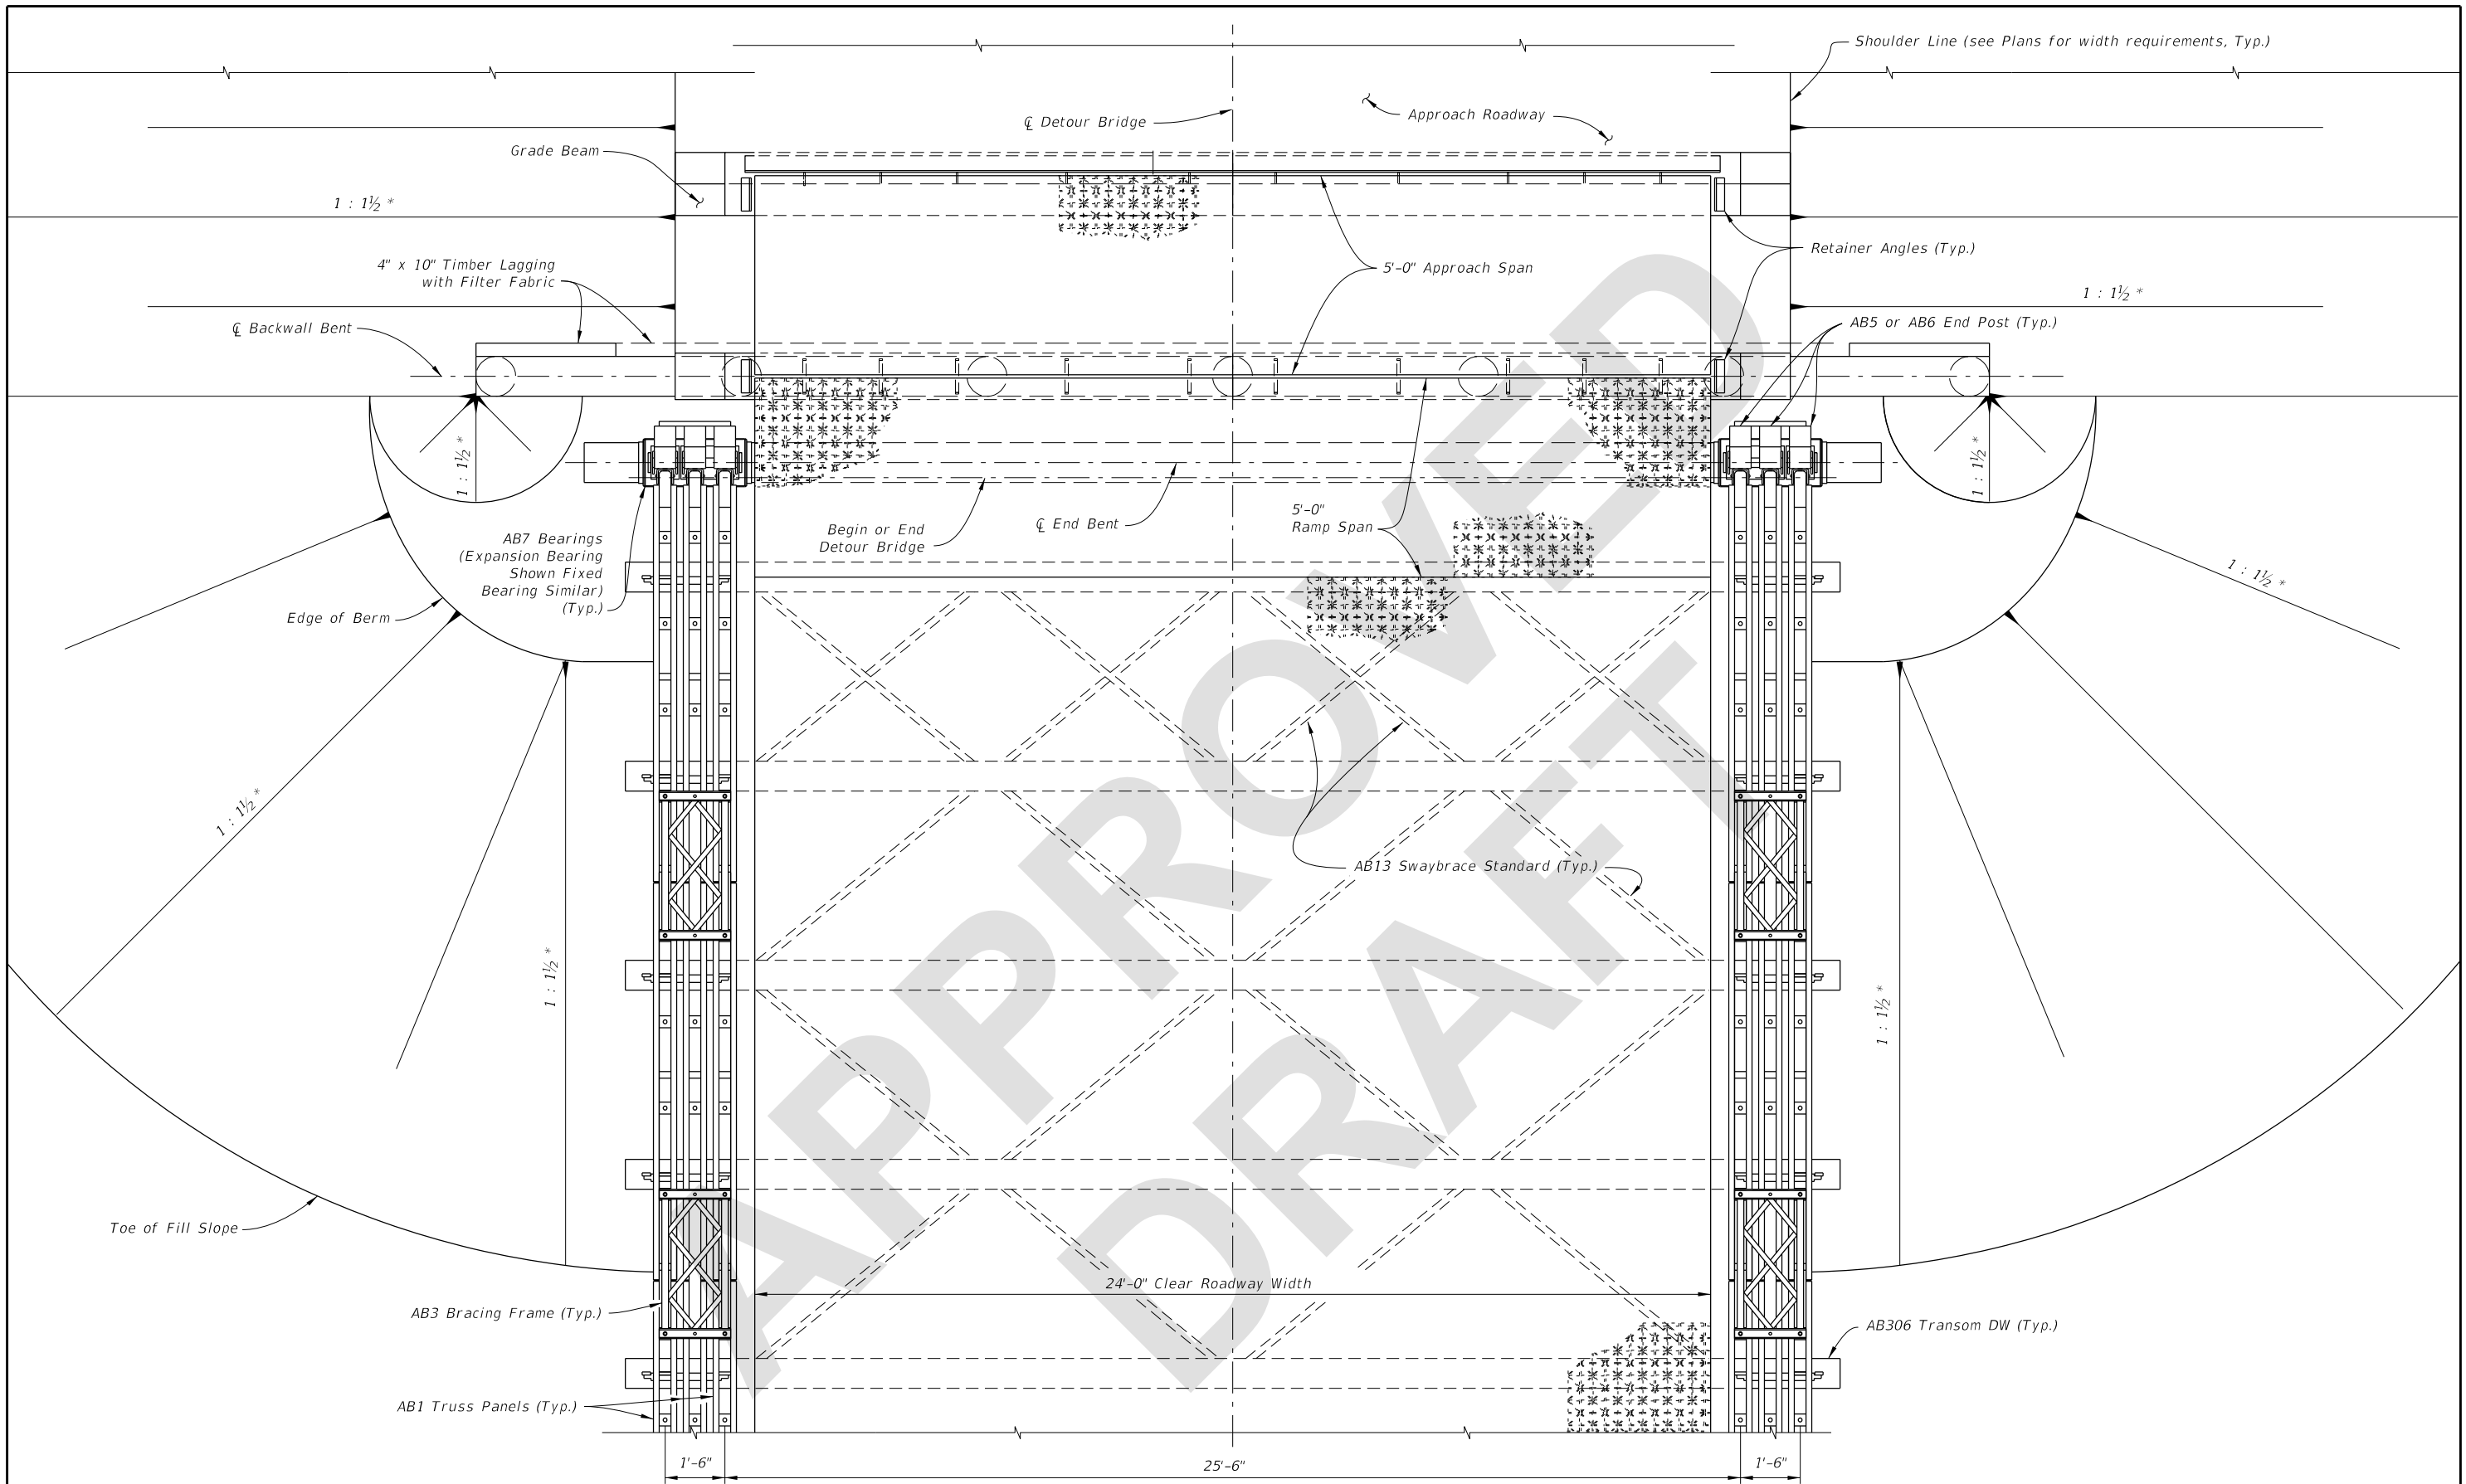 Shoulder Line (see Plans for width requirements, Typ.)
℄ Detour Bridge
Approach Roadway
Grade Beam
1 : 1½ *
Retainer Angles (Typ.)
4" x 10" Timber Lagging
with Filter Fabric
5'-0" Approach Span
1 : 1½ *
℄ Backwall Bent
AB5 or AB6 End Post (Typ.)
1 : 1½ *
1 : 1½ *
AB7 Bearings
(Expansion Bearing
Shown Fixed
Bearing Similar)
(Typ.)
Begin or End
Detour Bridge
℄ End Bent
5'-0"
Ramp Span
1 : 1½ *
Edge of Berm
1 : 1½ *
AB13 Swaybrace Standard (Typ.)
1 : 1½ *
1 : 1½ *
Toe of Fill Slope
24'-0" Clear Roadway Width
AB3 Bracing Frame (Typ.)
AB306 Transom DW (Typ.)
AB1 Truss Panels (Typ.)
1'-6"
25'-6"
1'-6"
APPROVED
DRAFT